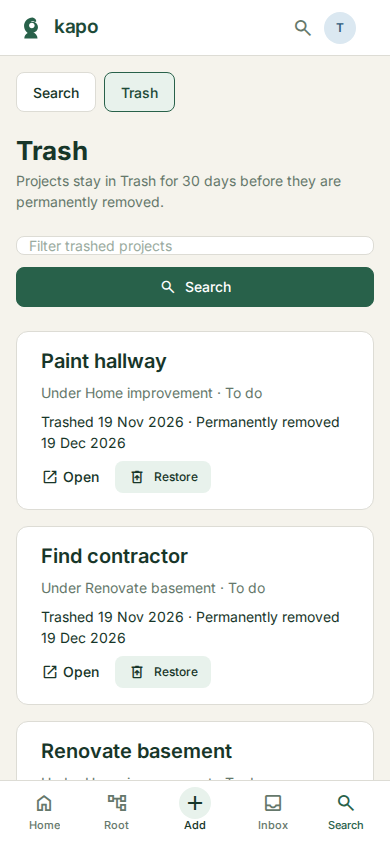 kapo
T
Search
Trash
Trash
Projects stay in Trash for 30 days before they are
permanently removed.
Filter trashed projects
Search
Paint hallway
Under Home improvement · To do
Trashed 19 Nov 2026 · Permanently removed
19 Dec 2026
Open
Restore
Find contractor
Under Renovate basement · To do
Trashed 19 Nov 2026 · Permanently removed
19 Dec 2026
Open
Restore
Renovate basement
Home
Root
Add
Inbox
Search